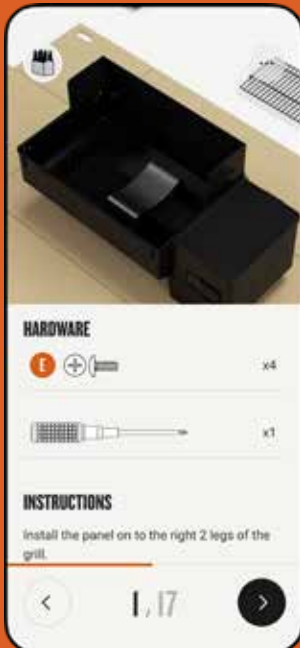 HARDWARE
E
x4
x1
INSTRUCTIONS
Install the panel on to the right 2 legs of the
grill.
1 / 17